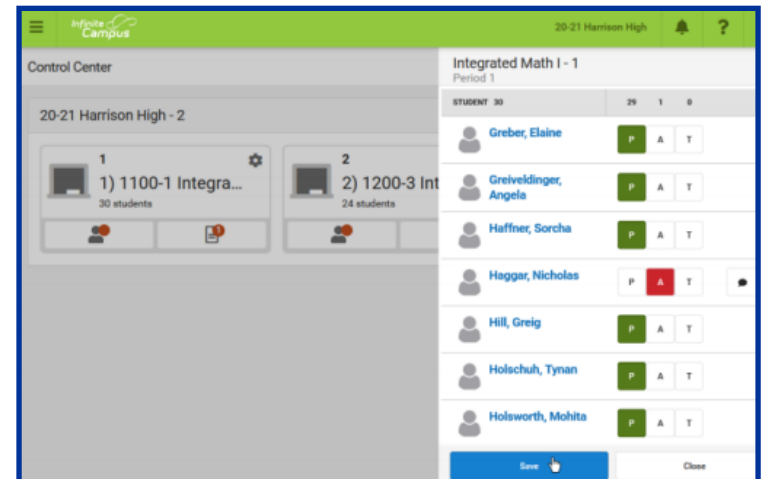 Infinite
Campus
20-21 Harrison High
?
Control Center
Integrated Math I - 1
Period 1
20-21 Harrison High - 2
STUDENT 30 29 1 0
1
1) 1100-1 Integra...
30 students
1
2
2) 1200-3 Int
24 students
Greber, Elaine
P A T
Greiveldinger,
Angela
P A T
Haffner, Sorcha
P A T
Haggar, Nicholas
P A T
Hill, Greig
P A T
Holschuh, Tynan
P A T
Holsworth, Mohita
P A T
Save
Close